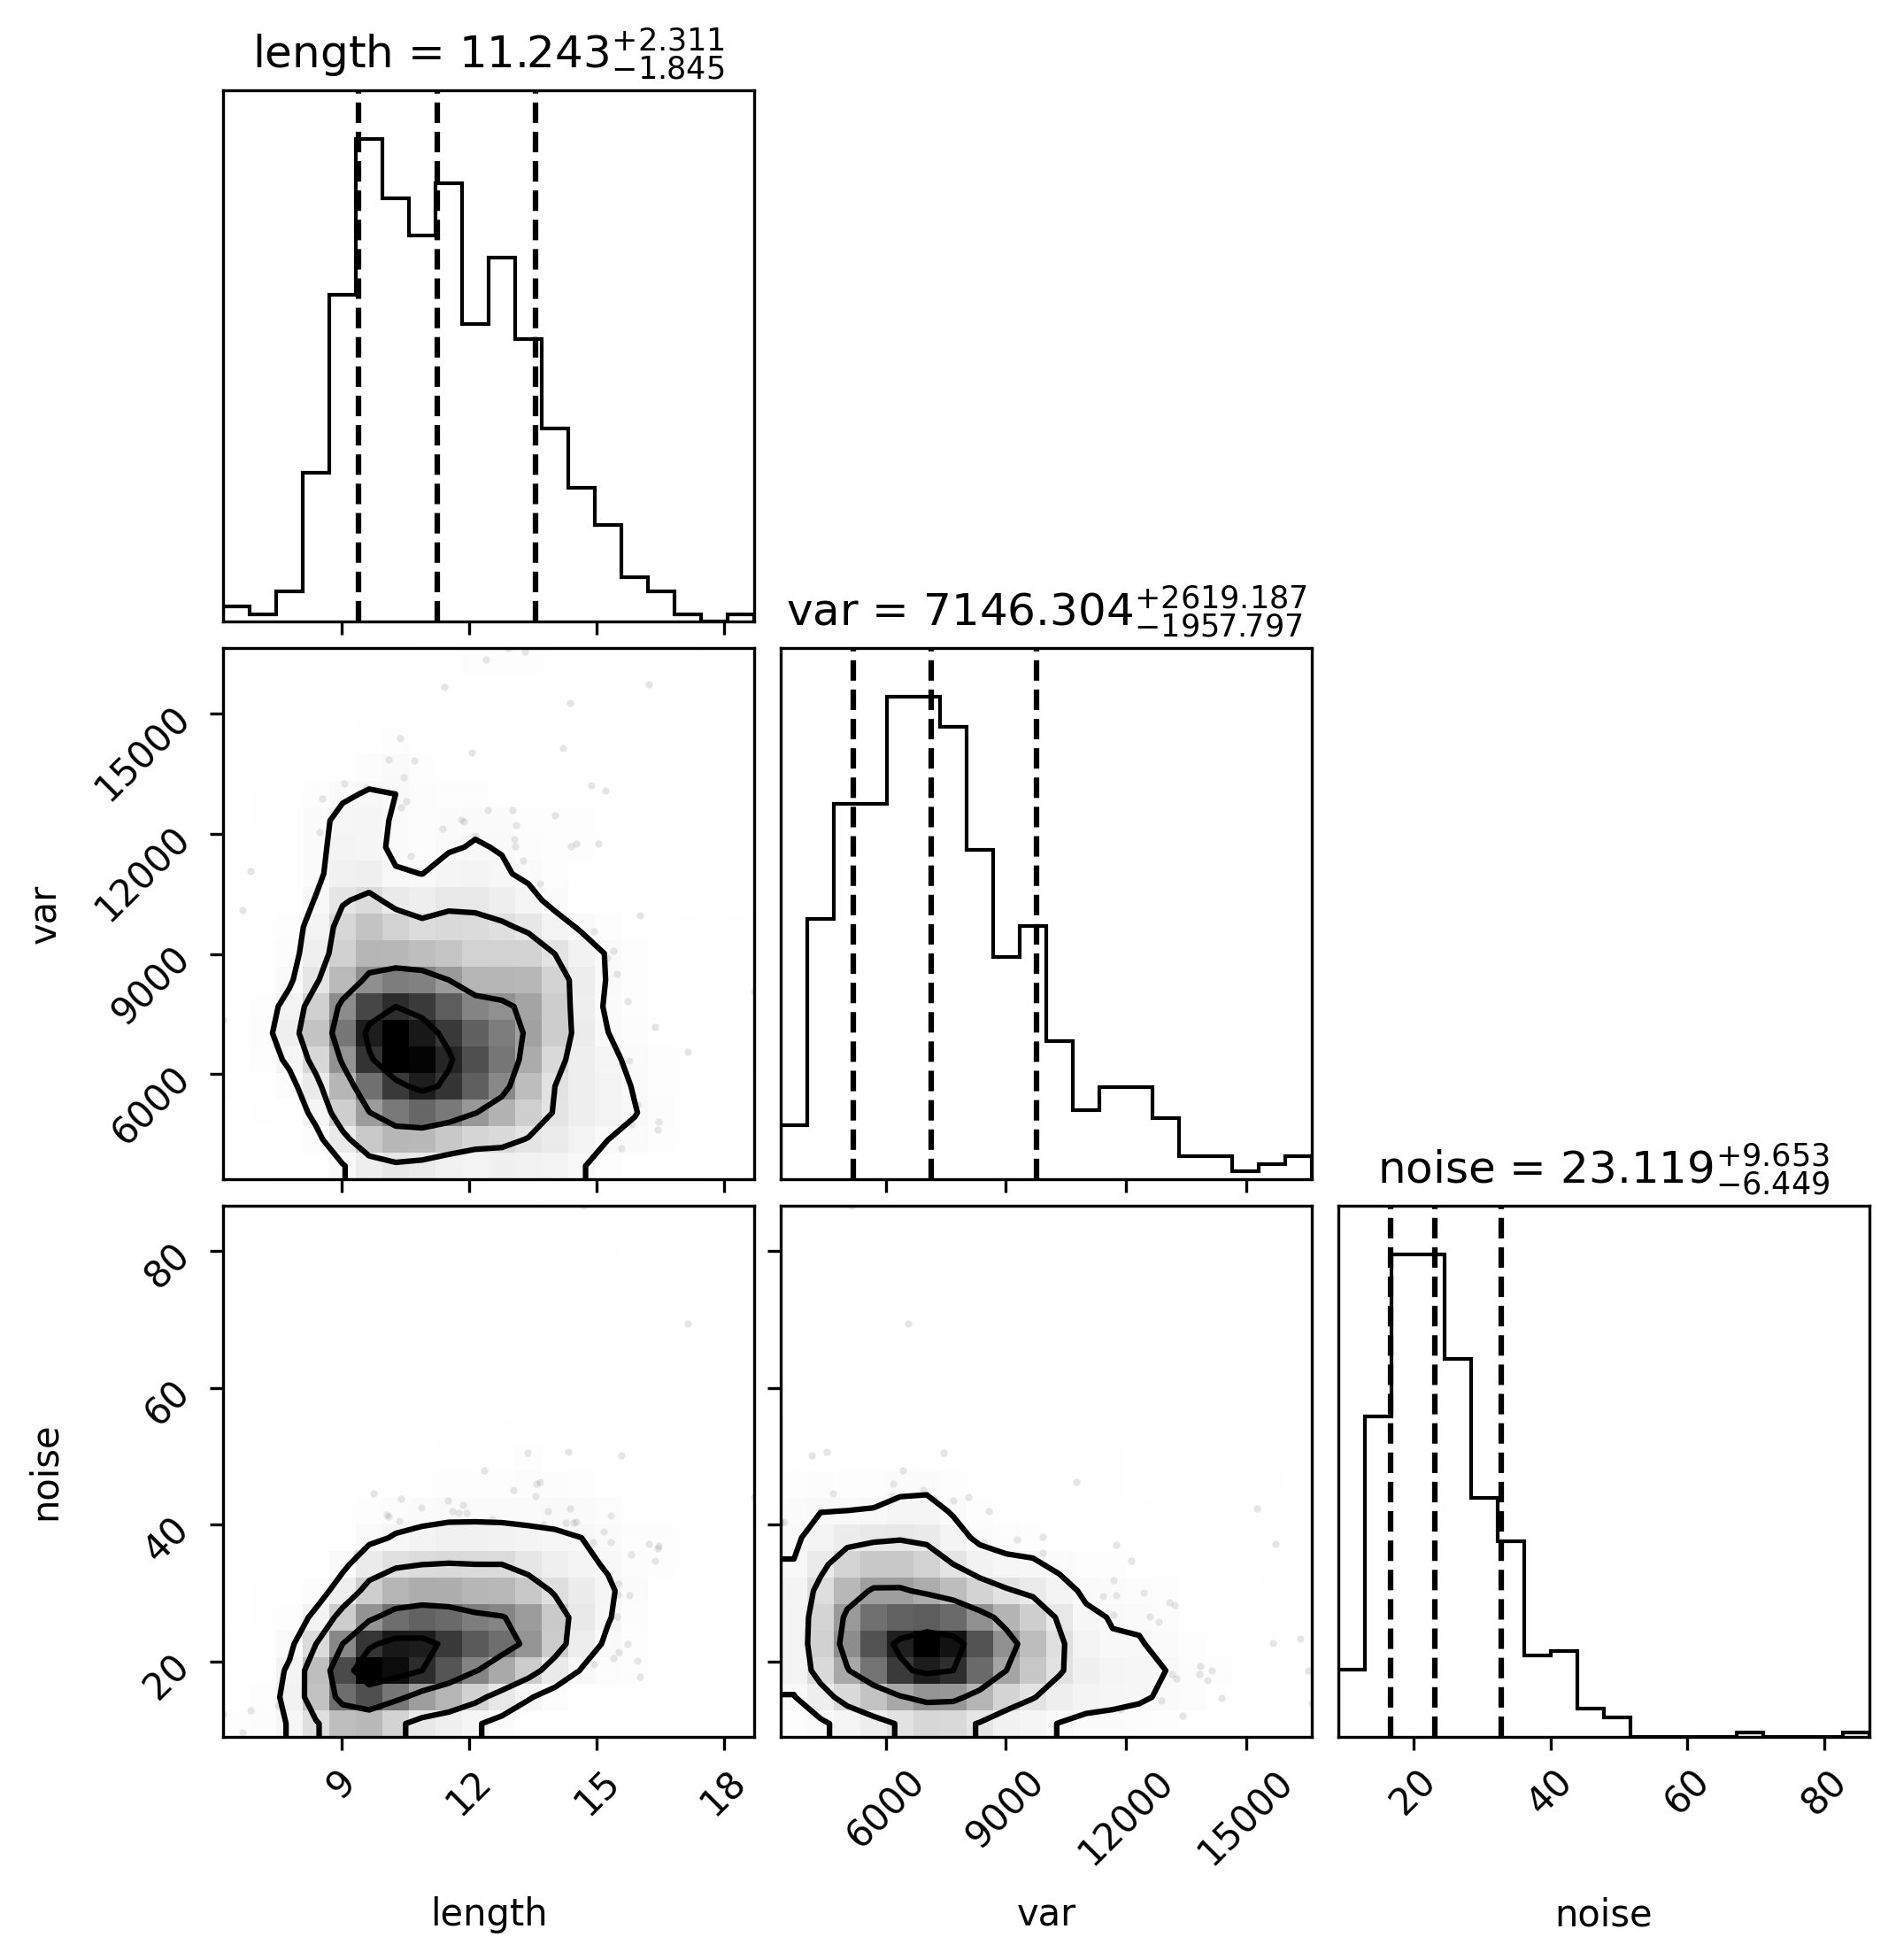 length = 11.243+2.311−1.845
var = 7146.304+2619.187−1957.797
15000
12000
9000
6000
var
noise = 23.119+9.653−6.449
80
60
40
20
noise
9 12 15 18
6000 9000 12000 15000
20 40 60 80
length var noise